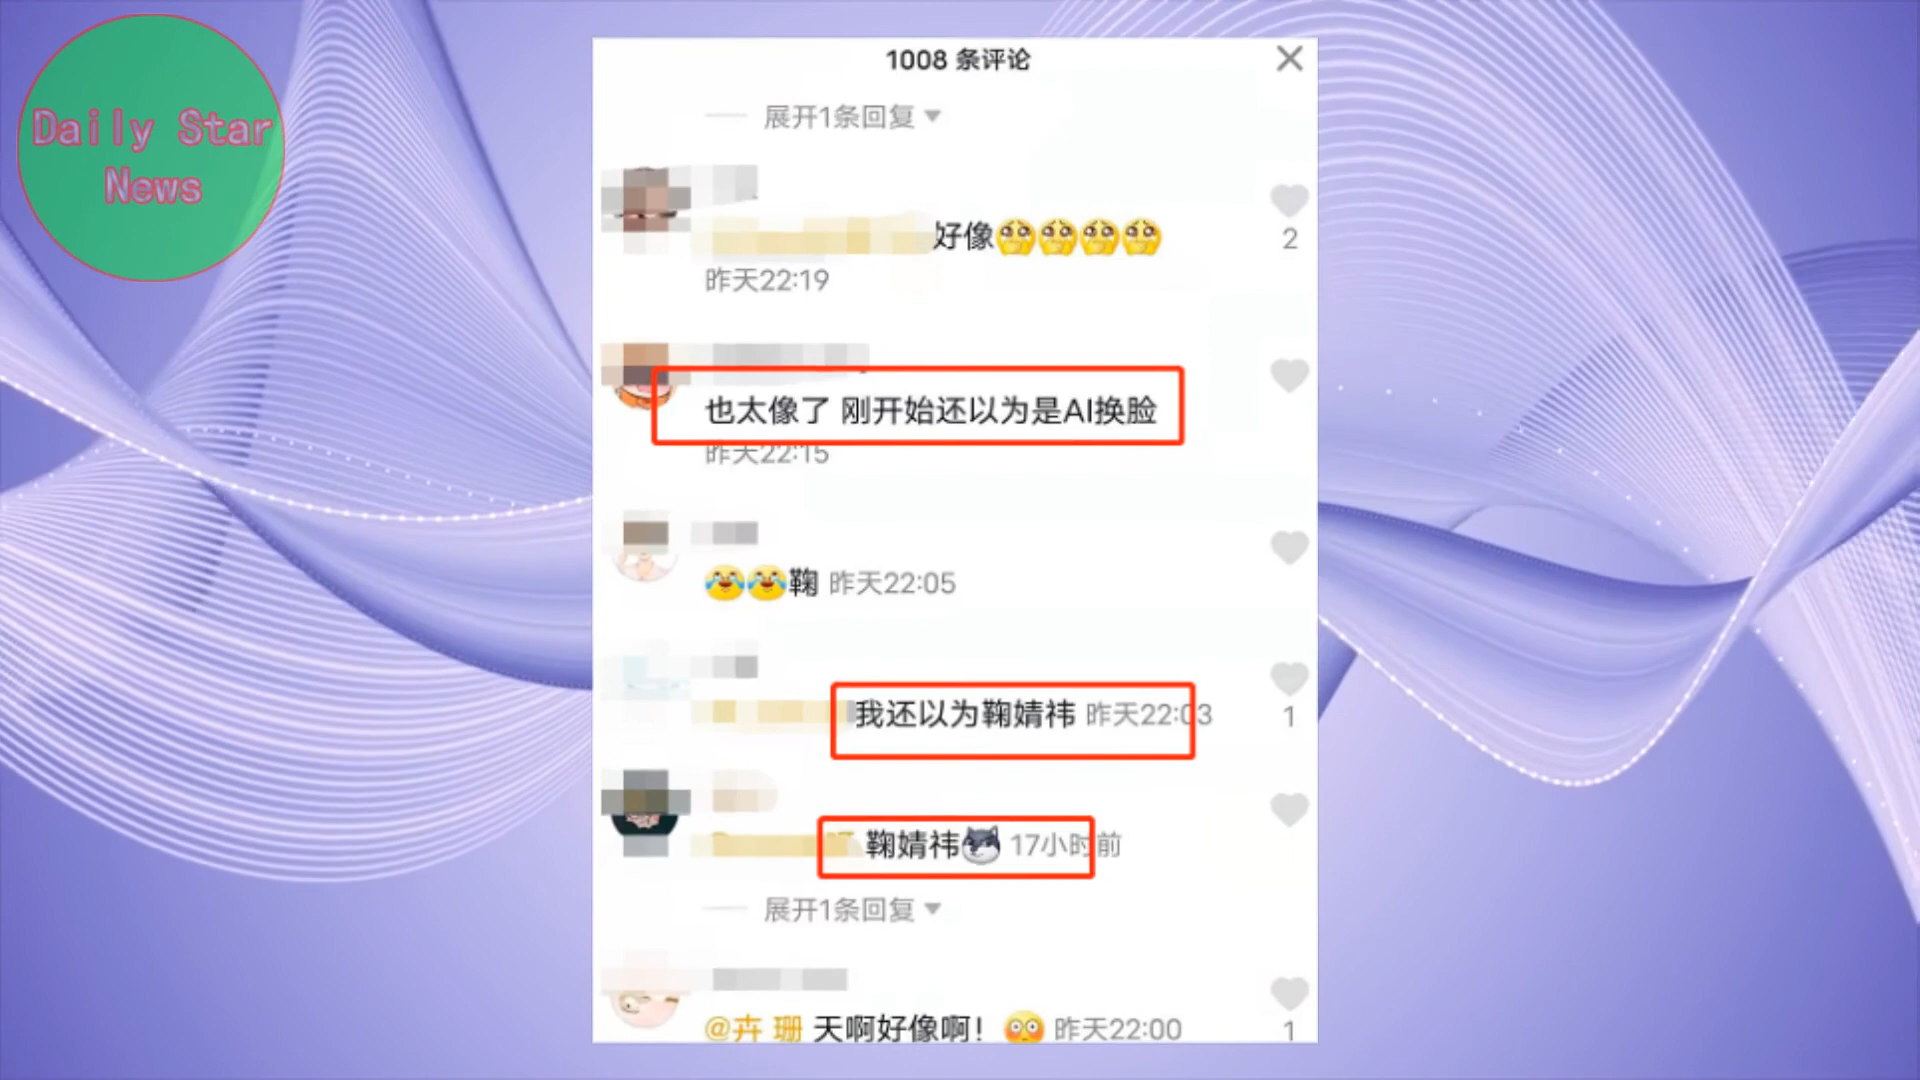 Daily Star
News
1008 条评论
展开1条回复
好像
2
昨天22:19
也太像了 刚开始还以为是AI换脸
昨天22:15
鞠 昨天22:05
我还以为鞠婧祎 昨天22:03
1
鞠婧祎 17小时前
展开1条回复
@卉 珊 天啊好像啊! 昨天22:00
1